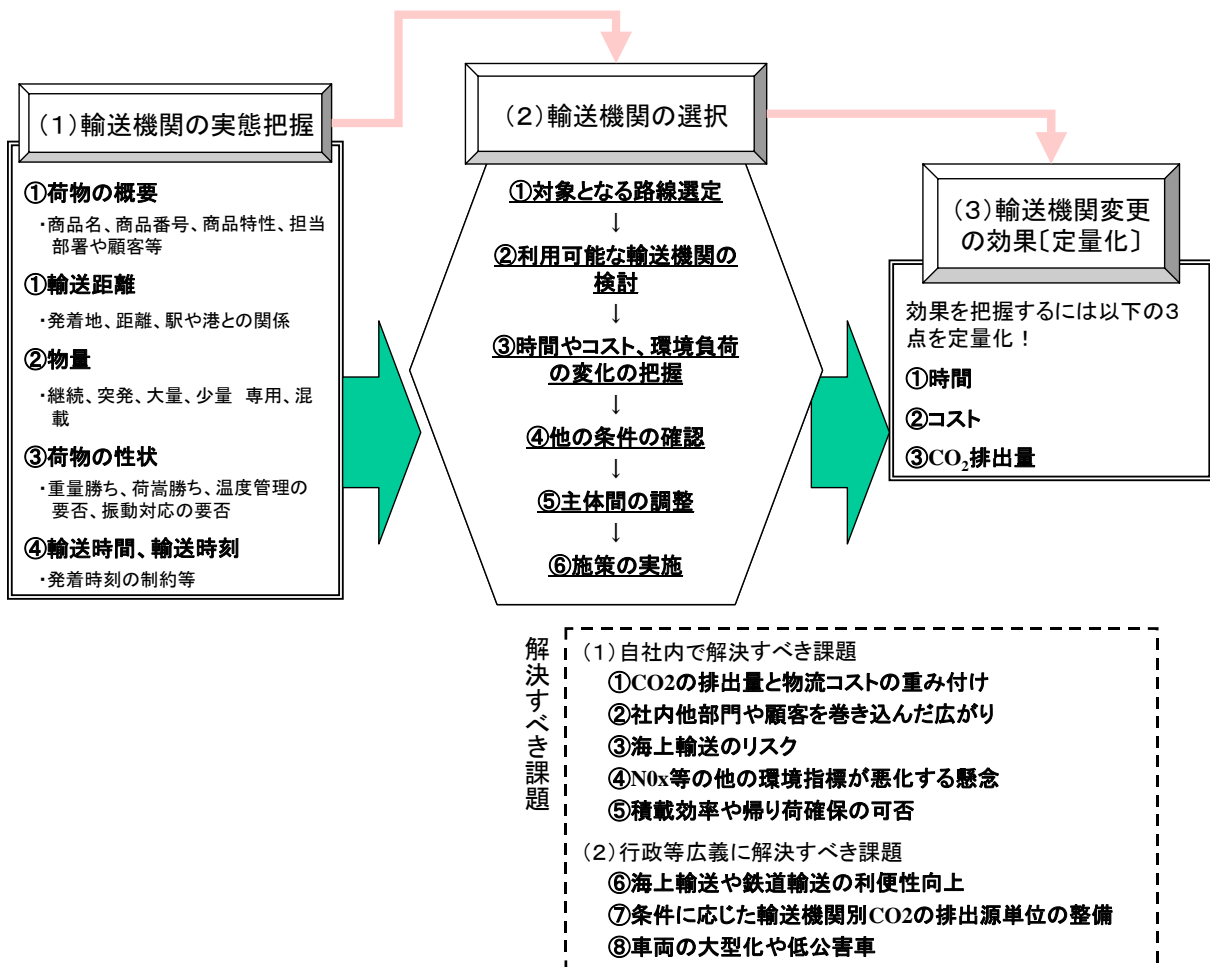 (１)輸送機関の実態把握
①荷物の概要
・商品名、商品番号、商品特性、担当
部署や顧客等
①輸送距離
・発着地、距離、駅や港との関係
②物量
・継続、突発、大量、少量　専用、混
載
③荷物の性状
・重量勝ち、荷嵩勝ち、温度管理の
要否、振動対応の要否
④輸送時間、輸送時刻
・発着時刻の制約等
(２)輸送機関の選択
①対象となる路線選定
↓
②利用可能な輸送機関の
検討
↓
③時間やコスト、環境負荷
の変化の把握
↓
④他の条件の確認
↓
⑤主体間の調整
↓
⑥施策の実施
(３)輸送機関変更
の効果〔定量化〕
効果を把握するには以下の３
点を定量化！
①時間
②コスト
③CO₂排出量
解決すべき課題
(１)自社内で解決すべき課題
①CO2の排出量と物流コストの重み付け
②社内他部門や顧客を巻き込んだ広がり
③海上輸送のリスク
④N0x等の他の環境指標が悪化する懸念
⑤積載効率や帰り荷確保の可否
(２)行政等広義に解決すべき課題
⑥海上輸送や鉄道輸送の利便性向上
⑦条件に応じた輸送機関別CO2の排出源単位の整備
⑧車両の大型化や低公害車